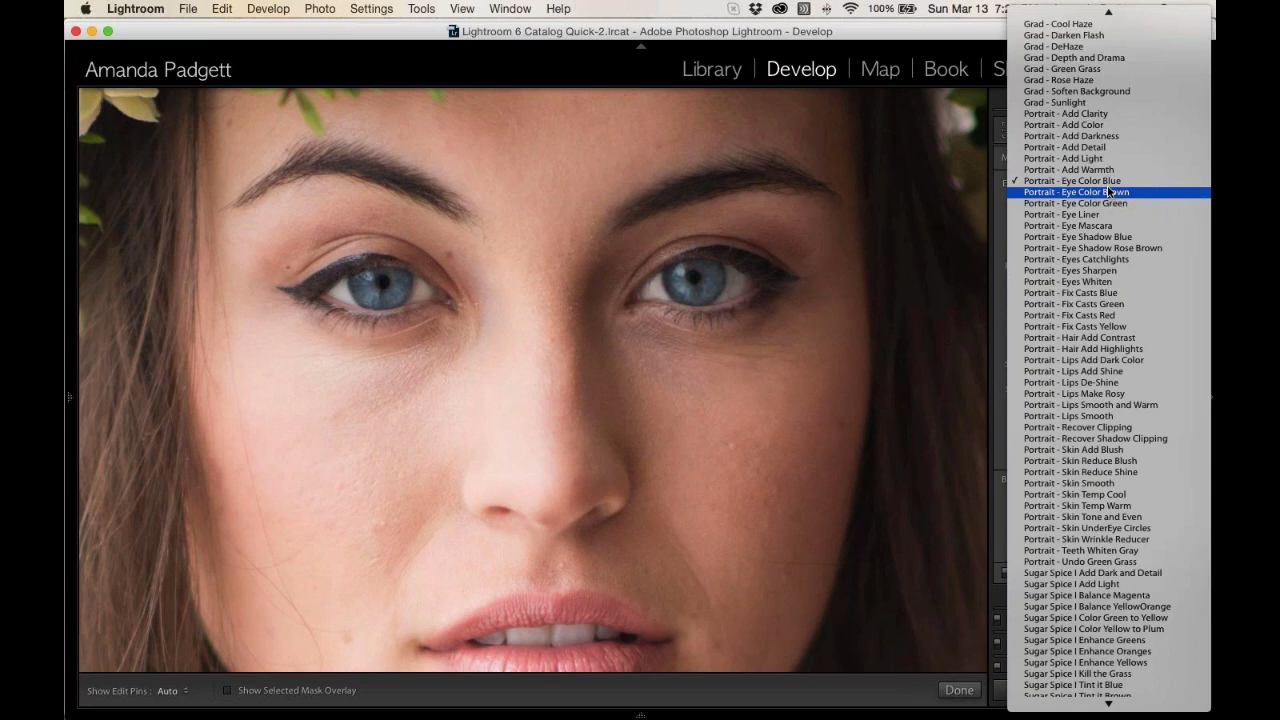 Lightroom File Edit Develop Photo Settings Tools View Window Help 100% Sun Mar 13
Lightroom 6 Catalog Quick-2.lrcat - Adobe Photoshop Lightroom - Develop
Amanda Padgett
Library | Develop | Map | Book |
Grad - Cool Haze
Grad - Darken Flash
Grad - DeHaze
Grad - Depth and Drama
Grad - Green Grass
Grad - Rose Haze
Grad - Soften Background
Grad - Sunlight
Portrait - Add Clarity
Portrait - Add Color
Portrait - Add Darkness
Portrait - Add Detail
Portrait - Add Light
Portrait - Add Warmth
✓ Portrait - Eye Color Blue
Portrait - Eye Color Brown
Portrait - Eye Color Green
Portrait - Eye Liner
Portrait - Eye Mascara
Portrait - Eye Shadow Blue
Portrait - Eye Shadow Rose Brown
Portrait - Eyes Catchlights
Portrait - Eyes Sharpen
Portrait - Eyes Whiten
Portrait - Fix Casts Blue
Portrait - Fix Casts Green
Portrait - Fix Casts Red
Portrait - Fix Casts Yellow
Portrait - Hair Add Contrast
Portrait - Hair Add Highlights
Portrait - Lips Add Dark Color
Portrait - Lips Add Shine
Portrait - Lips De-Shine
Portrait - Lips Make Rosy
Portrait - Lips Smooth and Warm
Portrait - Lips Smooth
Portrait - Recover Clipping
Portrait - Recover Shadow Clipping
Portrait - Skin Add Blush
Portrait - Skin Reduce Blush
Portrait - Skin Reduce Shine
Portrait - Skin Smooth
Portrait - Skin Temp Cool
Portrait - Skin Temp Warm
Portrait - Skin Tone and Even
Portrait - Skin UnderEye Circles
Portrait - Skin Wrinkle Reducer
Portrait - Teeth Whiten Gray
Portrait - Undo Green Grass
Sugar Spice I Add Dark and Detail
Sugar Spice I Add Light
Sugar Spice I Balance Magenta
Sugar Spice I Balance YellowOrange
Sugar Spice I Color Green to Yellow
Sugar Spice I Color Yellow to Plum
Sugar Spice I Enhance Greens
Sugar Spice I Enhance Oranges
Sugar Spice I Enhance Yellows
Sugar Spice I Kill the Grass
Sugar Spice I Tint it Blue
Sugar Spice I Tint it Brown
Show Edit Pins : Auto Show Selected Mask Overlay Done